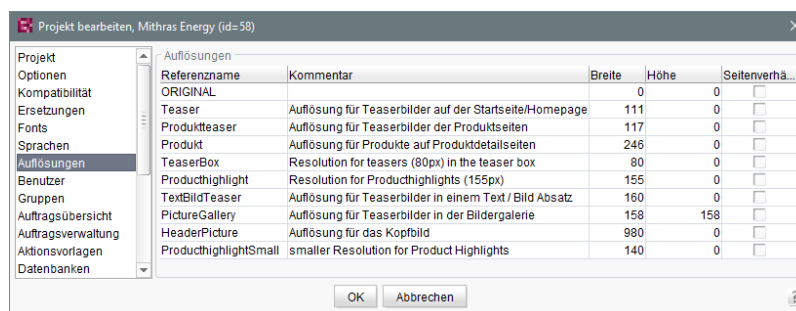 Projekt bearbeiten, Mithras Energy (id=58)
Projekt
Optionen
Kompatibilität
Ersetzungen
Fonts
Sprachen
Auflösungen
Benutzer
Gruppen
Auftragsübersicht
Auftragsverwaltung
Aktionsvorlagen
Datenbanken
Auflösungen
Referenzname Kommentar Breite Höhe Seitenverhä...
ORIGINAL 0 0
Teaser Auflösung für Teaserbilder auf der Startseite/Homepage 111 0
Produktteaser Auflösung für Teaserbilder der Produktseiten 117 0
Produkt Auflösung für Produkte auf Produktdetailseiten 246 0
TeaserBox Resolution for teasers (80px) in the teaser box 80 0
Producthighlight Resolution for Producthighlights (155px) 155 0
TextBildTeaser Auflösung für Teaserbilder in einem Text / Bild Absatz 160 0
PictureGallery Auflösung für Teaserbilder in der Bildergalerie 158 158
HeaderPicture Auflösung für das Kopfbild 980 0
ProducthighlightSmall smaller Resolution for Product Highlights 140 0
OK Abbrechen
?